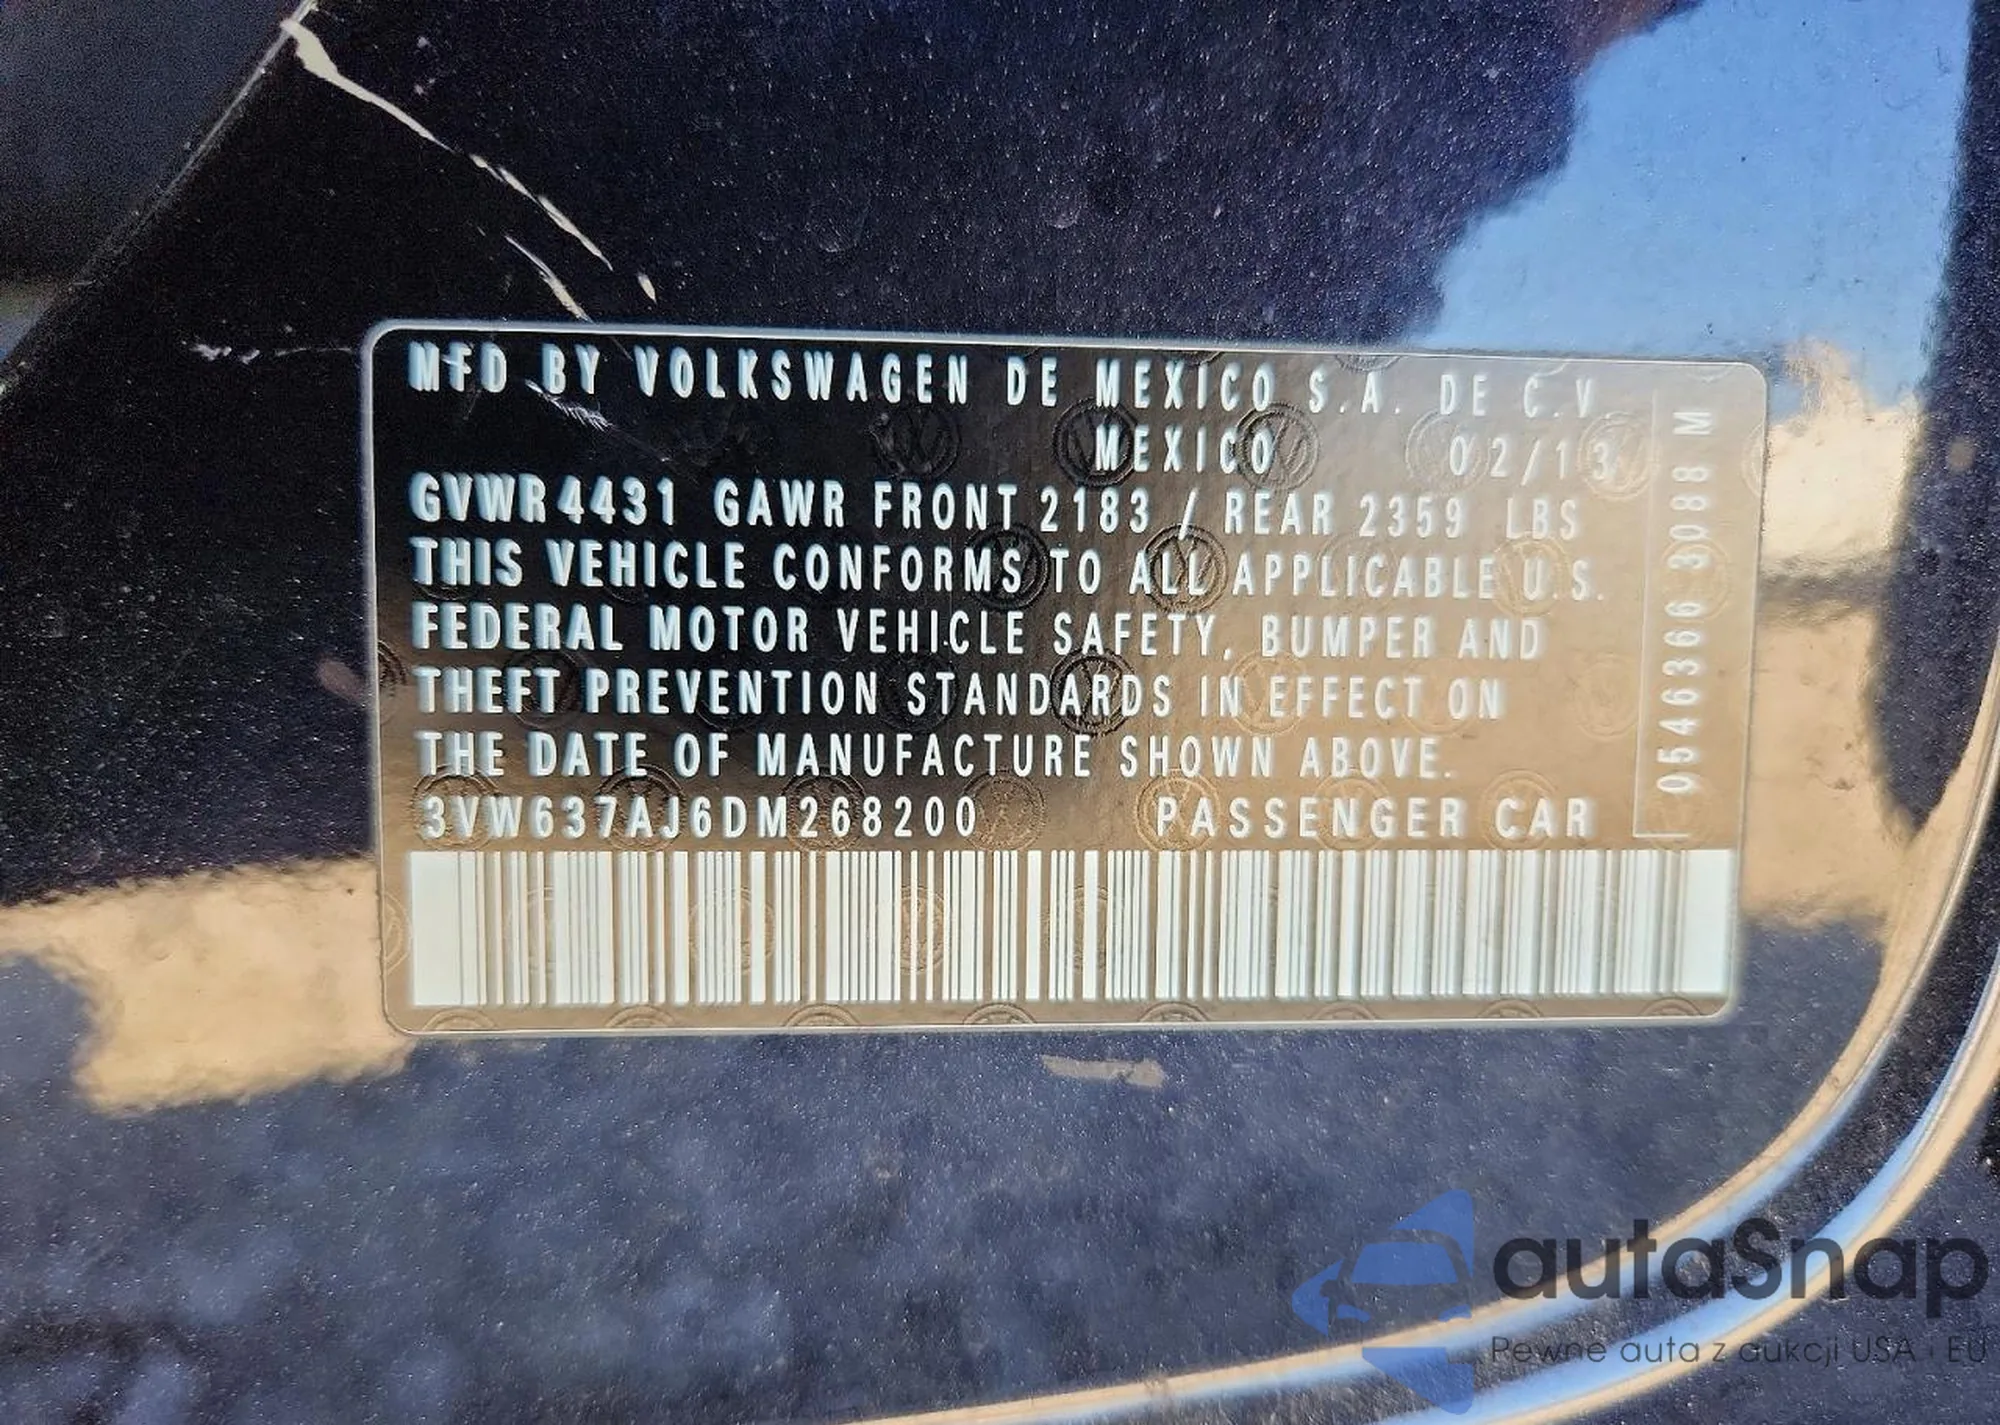 MFD BY VOLKSWAGEN DE MEXICO S.A. DE C.V.
MEXICO 02/13
GVWR 4431 GAWR FRONT 2183 / REAR 2359 LBS
THIS VEHICLE CONFORMS TO ALL APPLICABLE U.S.
FEDERAL MOTOR VEHICLE SAFETY, BUMPER AND
THEFT PREVENTION STANDARDS IN EFFECT ON
THE DATE OF MANUFACTURE SHOWN ABOVE.
3VW637AJ6DM268200 PASSENGER CAR
0546366 3088 M
autaSnap
Pewne auta z aukcji USA i EU